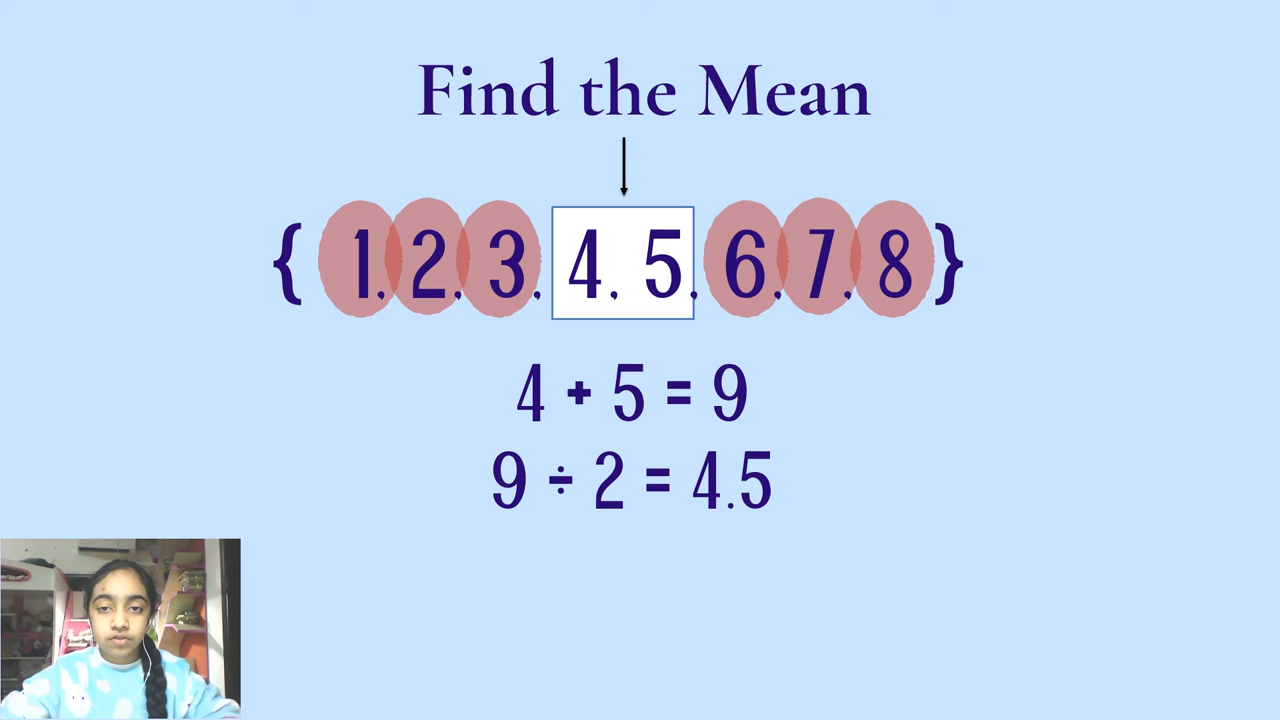 Find the Mean
{ 1, 2, 3, 4, 5, 6, 7, 8 }
4 + 5 = 9
9 ÷ 2 = 4.5